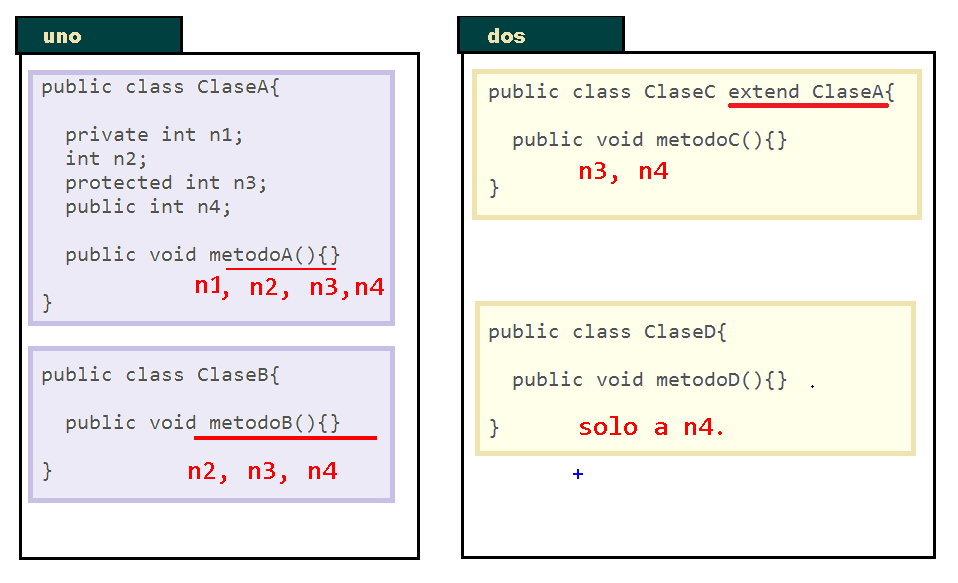 uno
public class ClaseA{
private int n1;
int n2;
protected int n3;
public int n4;
public void metodoA(){}
n1, n2, n3,n4
}
public class ClaseB{
public void metodoB(){}
}
n2, n3, n4
dos
public class ClaseC extend ClaseA{
public void metodoC(){}
n3, n4
}
public class ClaseD{
public void metodoD(){}
} solo a n4.